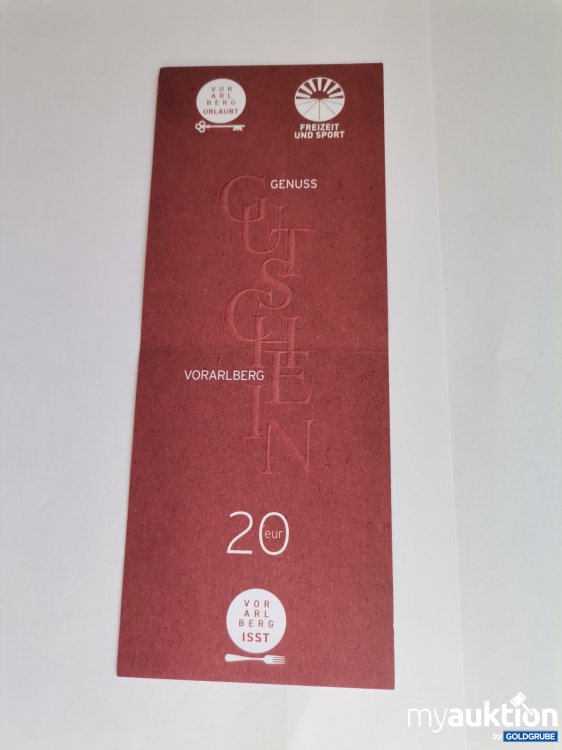 VOR
ARL
BERG
URLAUBT
FREIZEIT
UND SPORT
GENUSS
GUTSCHEIN
VORARLBERG
20 eur
VOR
ARL
BERG
ISST
myauktion
by GOLDGRUBE